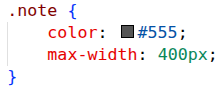 .note {
    color: #555;
    max-width: 400px;
}